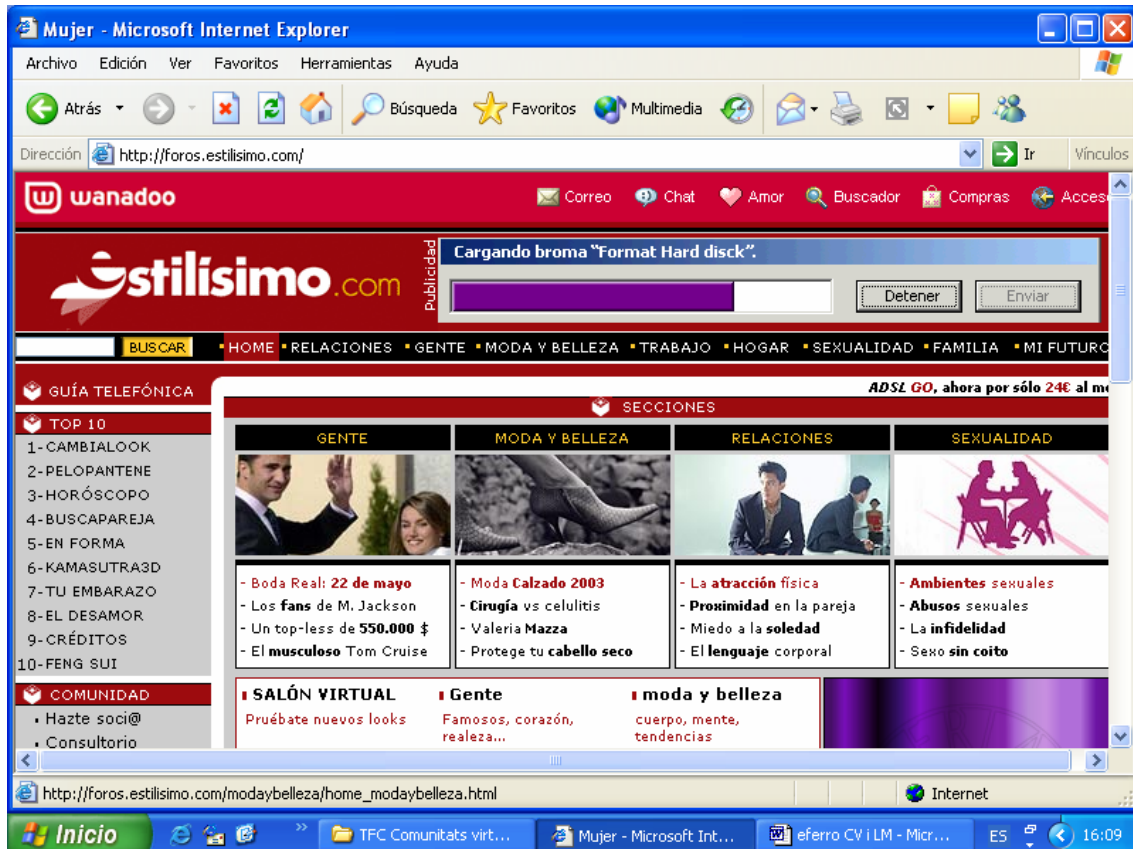 Mujer - Microsoft Internet Explorer
Archivo Edición Ver Favoritos Herramientas Ayuda
Atrás Búsqueda Favoritos Multimedia
Dirección http://foros.estilisimo.com/ Ir Vínculos
wanadoo Correo Chat Amor Buscador Compras Acces
estilísimo.com
Publicidad
Cargando broma "Format Hard disck".
Detener Enviar
BUSCAR HOME RELACIONES GENTE MODA Y BELLEZA TRABAJO HOGAR SEXUALIDAD FAMILIA MI FUTURO
GUÍA TELEFÓNICA
TOP 10
1-CAMBIALOOK
2-PELOPANTENE
3-HORÓSCOPO
4-BUSCAPAREJA
5-EN FORMA
6-KAMASUTRA3D
7-TU EMBARAZO
8-EL DESAMOR
9-CRÉDITOS
10-FENG SUI
COMUNIDAD
Hazte soci@
Consultorio
ADSL GO, ahora por sólo 24€ al me
SECCIONES
GENTE
- Boda Real: 22 de mayo
- Los fans de M. Jackson
- Un top-less de 550.000 $
- El musculoso Tom Cruise
MODA Y BELLEZA
- Moda Calzado 2003
- Cirugía vs celulitis
- Valeria Mazza
- Protege tu cabello seco
RELACIONES
- La atracción física
- Proximidad en la pareja
- Miedo a la soledad
- El lenguaje corporal
SEXUALIDAD
- Ambientes sexuales
- Abusos sexuales
- La infidelidad
- Sexo sin coito
SALÓN VIRTUAL
Pruébate nuevos looks
Gente
Famosos, corazón,
realeza...
moda y belleza
cuerpo, mente,
tendencias
http://foros.estilisimo.com/modaybelleza/home_modaybelleza.html Internet
Inicio TFC Comunitats virt... Mujer - Microsoft Int... eferro CV i LM - Micr... ES 16:09